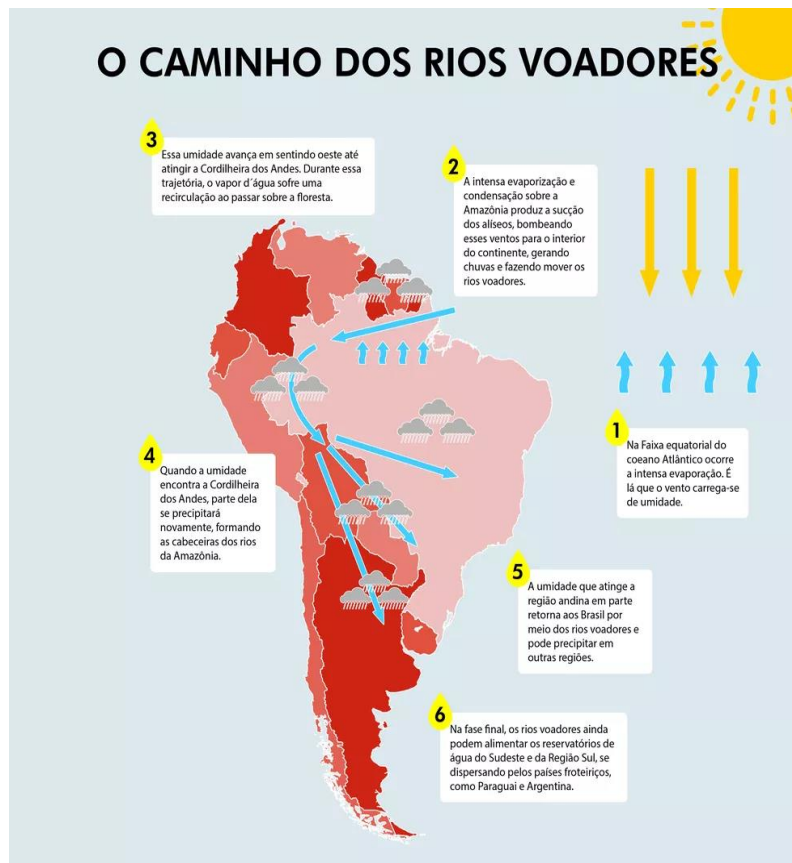 O CAMINHO DOS RIOS VOADORES
1
Na Faixa equatorial do
coeano Atlântico ocorre
a intensa evaporação. É
lá que o vento carrega-se
de umidade.
2
A intensa evaporização e
condensação sobre a
Amazônia produz a sucção
dos alíseos, bombeando
esses ventos para o interior
do continente, gerando
chuvas e fazendo mover os
rios voadores.
3
Essa umidade avança em sentido oeste até
atingir a Cordilheira dos Andes. Durante essa
trajetória, o vapor d´água sofre uma
recirculação ao passar sobre a floresta.
4
Quando a umidade
encontra a Cordilheira
dos Andes, parte dela
se precipitará
novamente, formando
as cabeceiras dos rios
da Amazônia.
5
A umidade que atinge a
região andina em parte
retorna aos Brasil por
meio dos rios voadores e
pode precipitar em
outras regiões.
6
Na fase final, os rios voadores ainda
podem alimentar os reservatórios de
água do Sudeste e da Região Sul, se
dispersando pelos países froteiriços,
como Paraguai e Argentina.